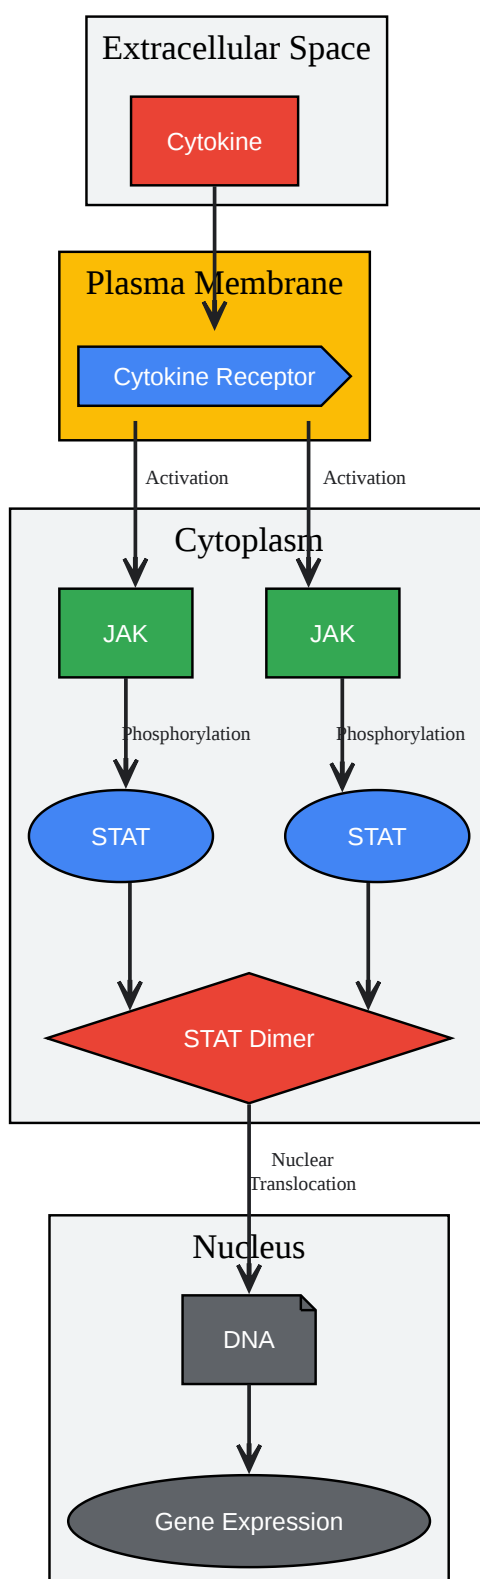 Extracellular Space
Cytokine
Plasma Membrane
Cytokine Receptor
Activation
Activation
Cytoplasm
JAK
JAK
Phosphorylation
Phosphorylation
STAT
STAT
STAT Dimer
Nuclear
Translocation
Nucleus
DNA
Gene Expression